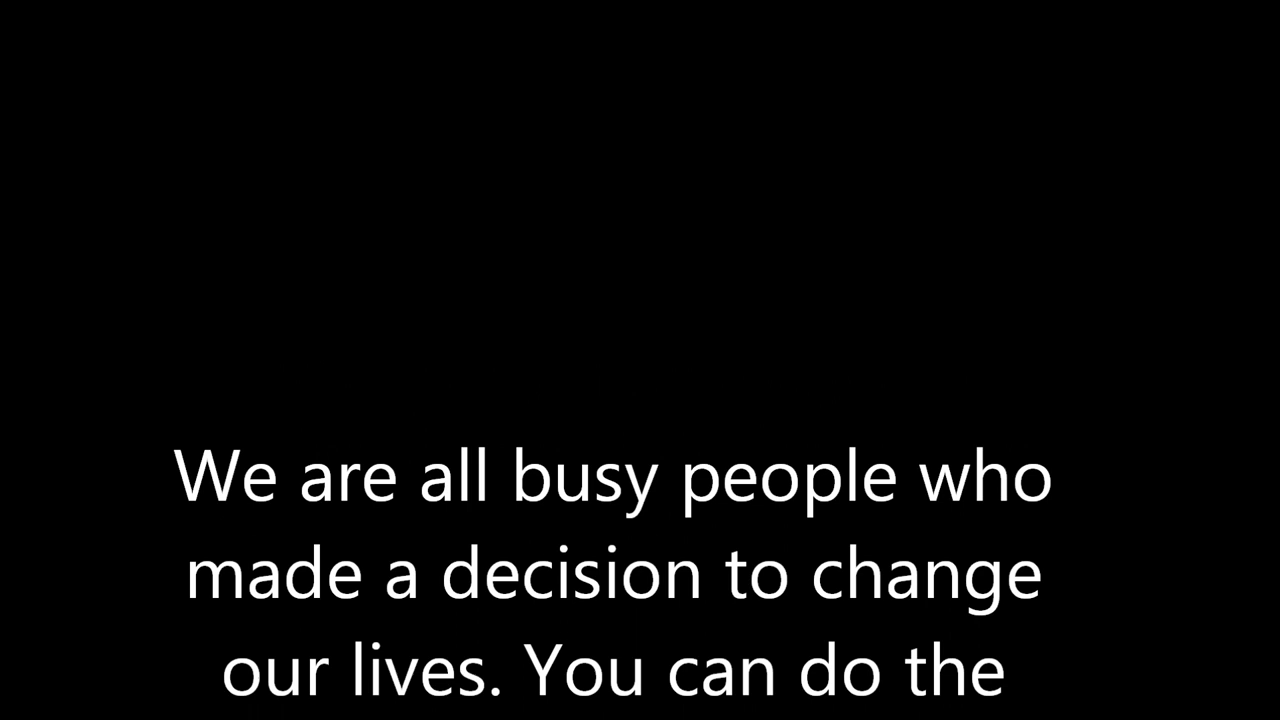 We are all busy people who
made a decision to change
our lives. You can do the